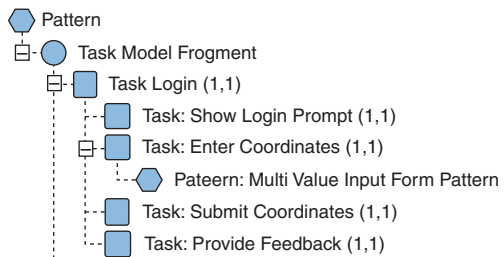 Pattern
Task Model Frogment
Task Login (1,1)
Task: Show Login Prompt (1,1)
Task: Enter Coordinates (1,1)
Pateern: Multi Value Input Form Pattern
Task: Submit Coordinates (1,1)
Task: Provide Feedback (1,1)